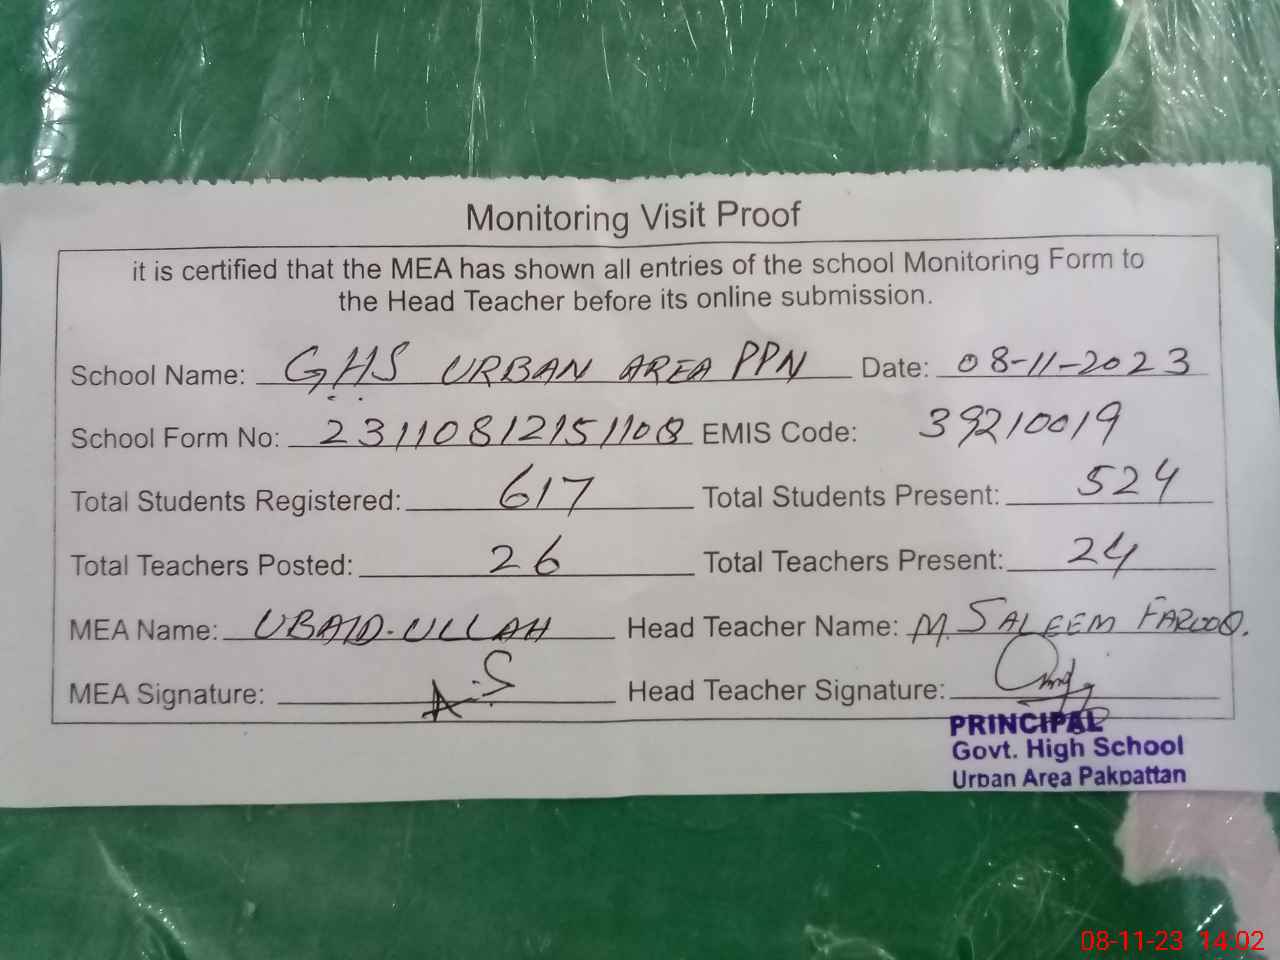 Monitoring Visit Proof
it is certified that the MEA has shown all entries of the school Monitoring Form to
the Head Teacher before its online submission.
School Name: GHS URBAN AREA PPN Date: 08-11-2023
School Form No: 231108121511108 EMIS Code: 39210019
Total Students Registered: 617 Total Students Present: 524
Total Teachers Posted: 26 Total Teachers Present: 24
MEA Name: UBAID-ULLAH Head Teacher Name: M. SALEEM FAROOQ.
MEA Signature: Head Teacher Signature:
PRINCIPAL
Govt. High School
Urban Area Pakpattan
08-11-23 14:02